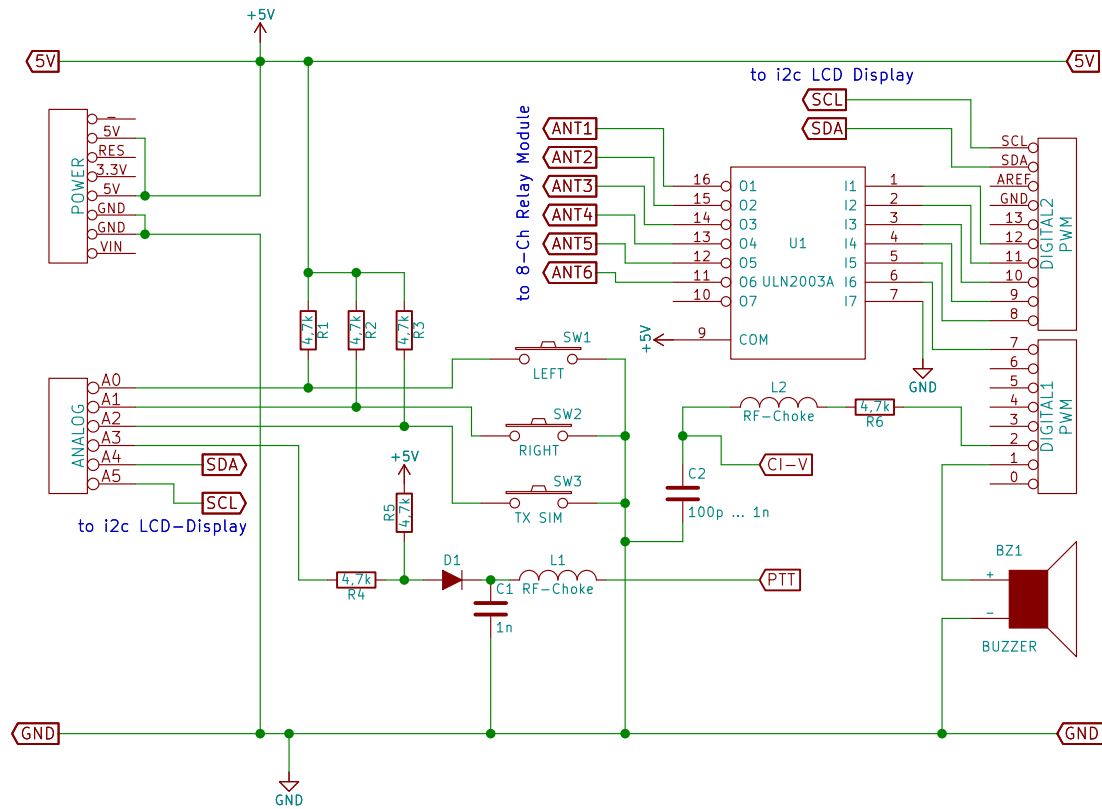 +5V
5V
5V
to i2c LCD Display
SCL
SDA
to 8-Ch Relay Module
ANT1
ANT2
ANT3
ANT4
ANT5
ANT6
POWER
-
5V
RES
3.3V
5V
GND
GND
VIN
16 O1 I1 1
15 O2 I2 2
14 O3 I3 3
13 O4 U1 I4 4
12 O5 I5 5
11 O6 ULN2003A I6 6
10 O7 I7 7
+5V 9 COM
GND
DIGITAL2
PWM
SCL
SDA
AREF
GND
13
12
11
10
9
8
DIGITAL1
PWM
7
6
5
4
3
2
1
0
4,7k R1
4,7k R2
4,7k R3
SW1
LEFT
SW2
RIGHT
SW3
TX SIM
ANALOG
A0
A1
A2
A3
A4 SDA
A5 SCL
to i2c LCD-Display
+5V
R5 4,7k
L2
RF-Choke
4,7k
R6
CI-V
C2
100p ... 1n
4,7k
R4
D1
C1
1n
L1
RF-Choke
PTT
BZ1
+
-
BUZZER
GND
GND
GND